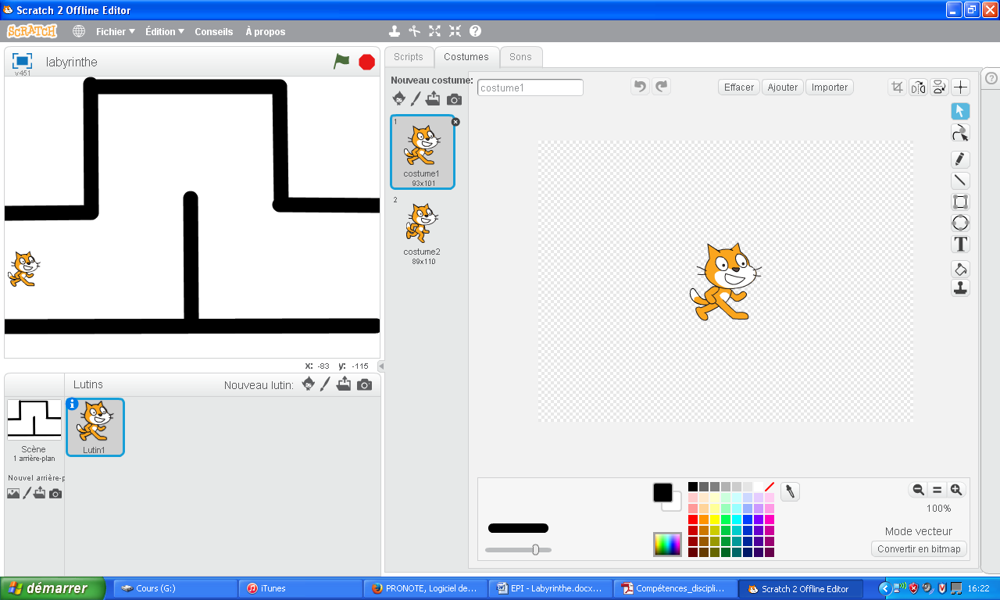 Scratch 2 Offline Editor
SCRATCH
Fichier
Édition
Conseils
À propos
labyrinthe
v451
Scripts
Costumes
Sons
Nouveau costume:
costume1
Effacer
Ajouter
Importer
1
costume1
93x101
2
costume2
89x110
T
x: -83 y: -115
Lutins
Nouveau lutin:
Scène
1 arrière-plan
Nouvel arrière-p
Lutin1
100%
Mode vecteur
Convertir en bitmap
démarrer
Cours (G:)
iTunes
PRONOTE, Logiciel de...
EPI - Labyrinthe.docx...
Compétences_discipli...
Scratch 2 Offline Editor
16:22